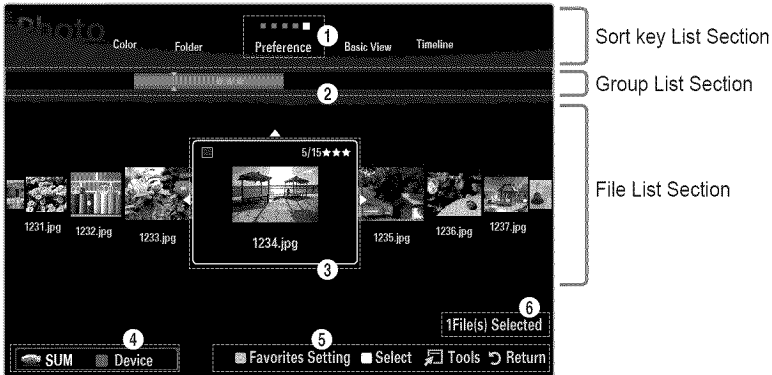 Photo
Color Folder Preference Basic View Timeline
1
2
5/15★★★
1231.jpg 1232.jpg 1233.jpg 1234.jpg 1235.jpg 1236.jpg 1237.jpg
3
6
1File(s) Selected
4 5
SUM Device Favorites Setting Select Tools Return
Sort key List Section
Group List Section
File List Section